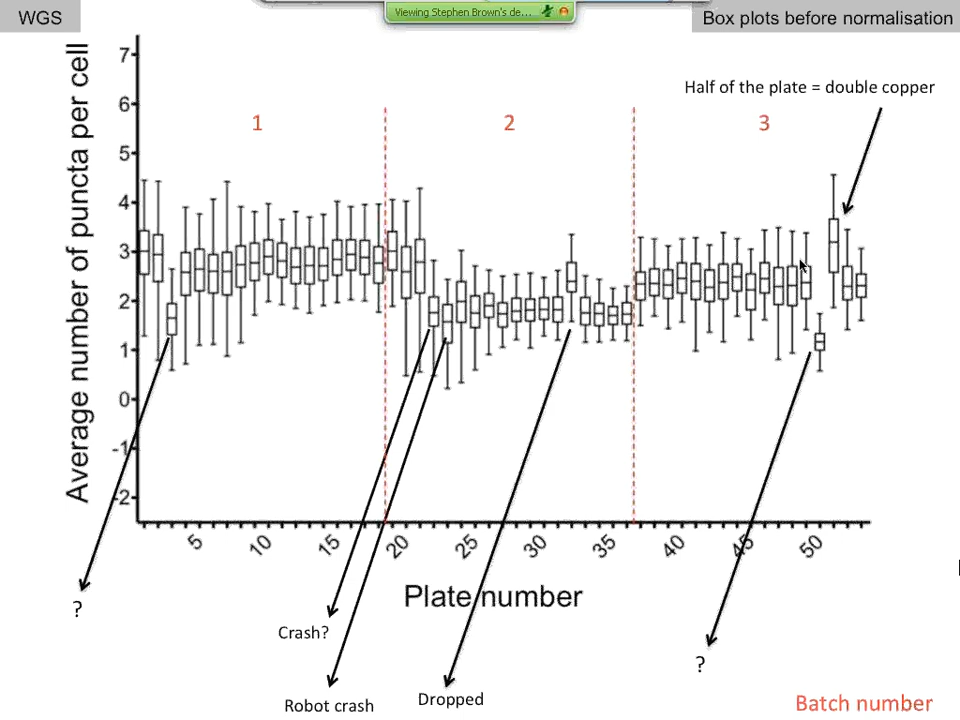 WGS
Viewing Stephen Brown's de...
Box plots before normalisation
Half of the plate = double copper
1
2
3
Average number of puncta per cell
7
6
5
4
3
2
1
0
-1
-2
5
10
15
20
25
30
35
40
45
50
Plate number
?
Crash?
Robot crash
Dropped
?
Batch number